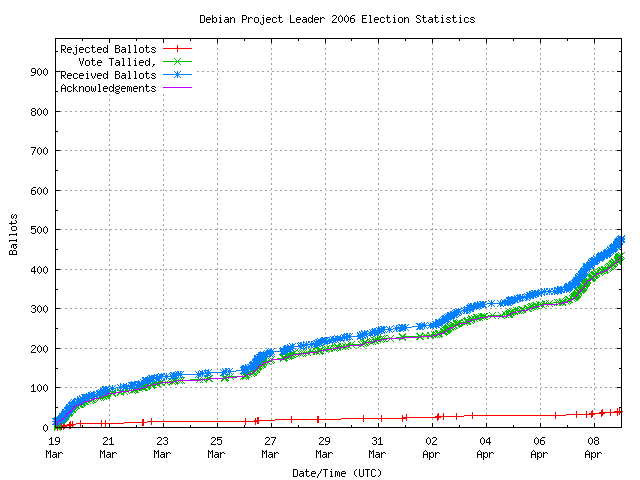 Debian Project Leader 2006 Election Statistics
Rejected Ballots
Vote Tallied,
Received Ballots
Acknowledgements
900
800
700
600
500
400
300
200
100
0
Ballots
19 21 23 25 27 29 31 02 04 06 08
Mar Mar Mar Mar Mar Mar Mar Apr Apr Apr Apr
Date/Time (UTC)